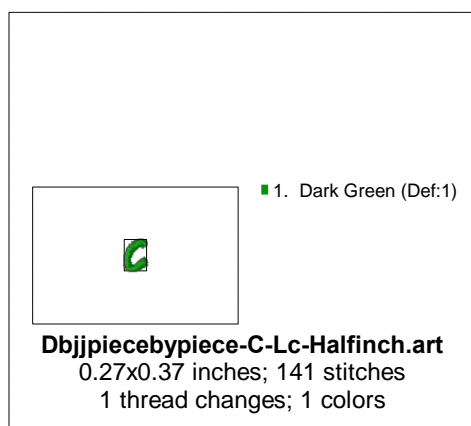 1. Dark Green (Def:1)
C
Dbjjpiecebypiece-C-Lc-Halfinch.art
0.27x0.37 inches; 141 stitches
1 thread changes; 1 colors